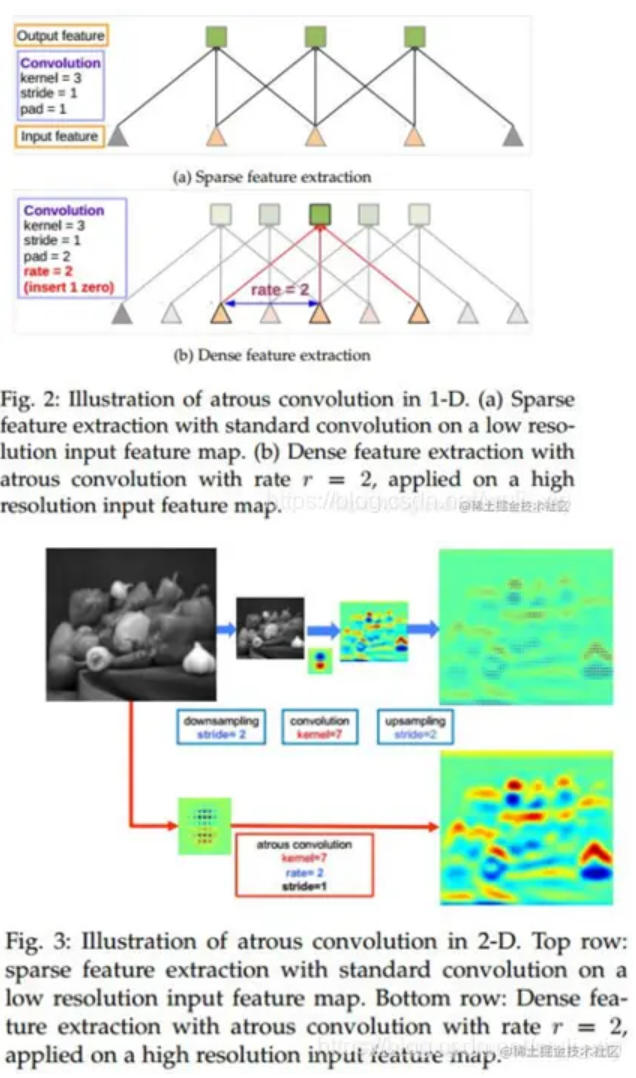 Output feature
Convolution
kernel = 3
stride = 1
pad = 1
Input feature
(a) Sparse feature extraction
Convolution
kernel = 3
stride = 1
pad = 2
rate = 2
(insert 1 zero)
rate = 2
(b) Dense feature extraction
Fig. 2: Illustration of atrous convolution in 1-D. (a) Sparse
feature extraction with standard convolution on a low reso-
lution input feature map. (b) Dense feature extraction with
atrous convolution with rate r = 2, applied on a high
resolution input feature map.
@稀土掘金技术社区
downsampling
stride= 2
convolution
kernel=7
upsampling
stride=2
atrous convolution
kernel=7
rate= 2
stride=1
Fig. 3: Illustration of atrous convolution in 2-D. Top row:
sparse feature extraction with standard convolution on a
low resolution input feature map. Bottom row: Dense fea-
ture extraction with atrous convolution with rate r = 2,
applied on a high resolution input feature map.
@稀土掘金技术社区